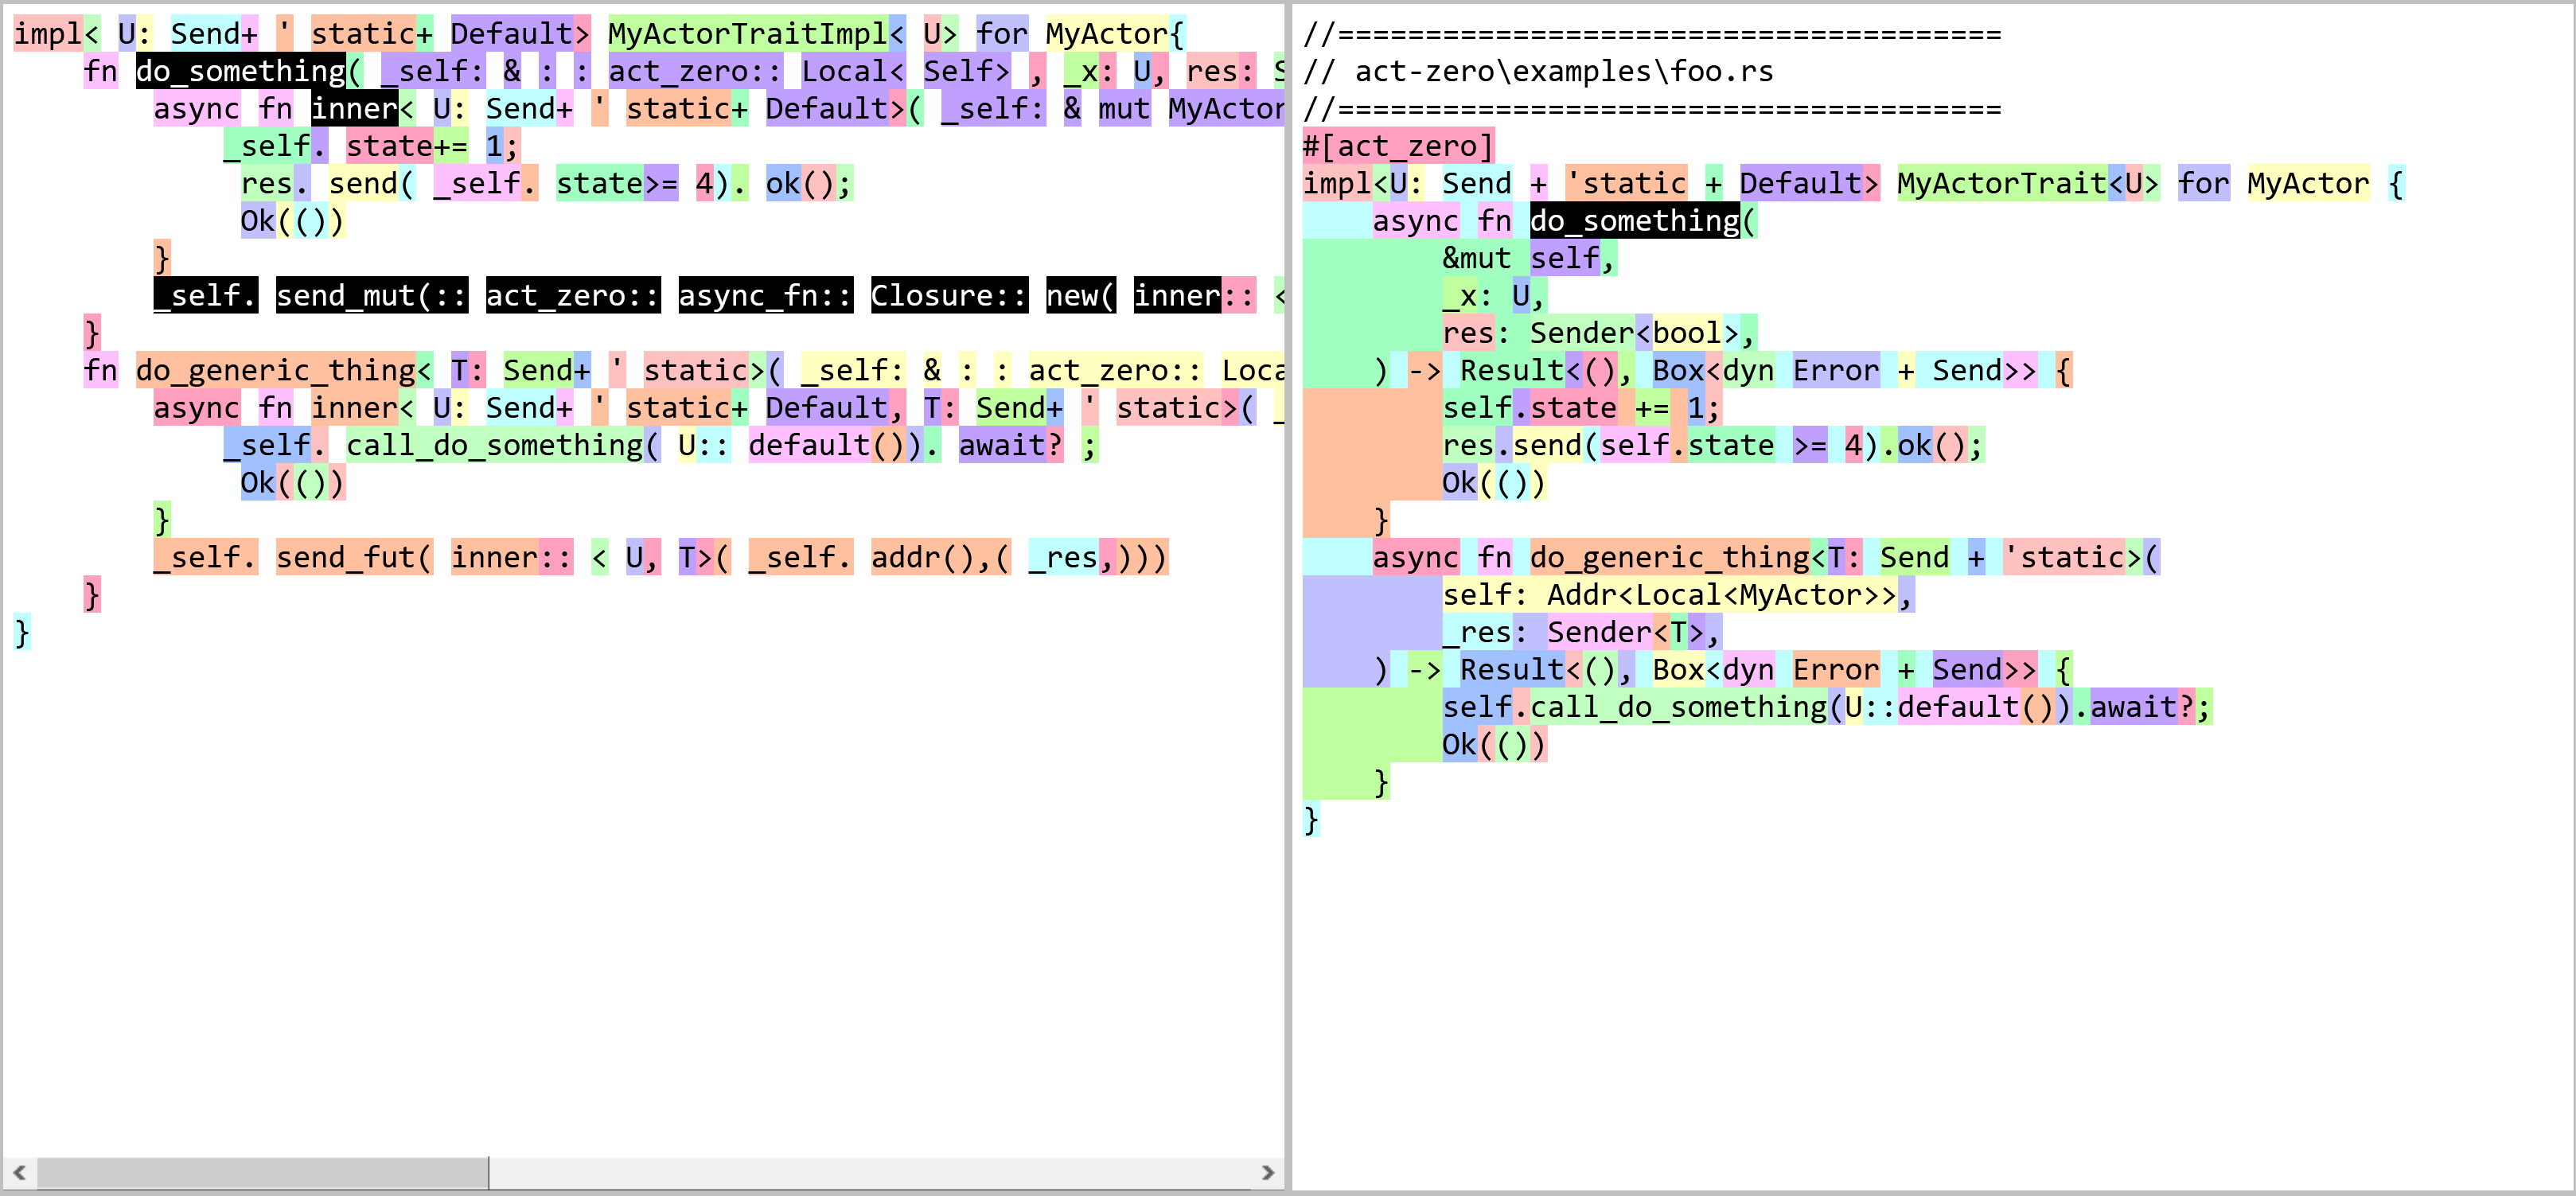 impl< U: Send+ ' static+ Default> MyActorTraitImpl< U> for MyActor{
fn do_something( _self: & : : act_zero:: Local< Self> , _x: U, res: S
async fn inner< U: Send+ ' static+ Default>( _self: & mut MyActor
_self. state+= 1;
res. send( _self. state>= 4). ok();
Ok(())
}
_self. send_mut(:: act_zero:: async_fn:: Closure:: new( inner:: <
}
fn do_generic_thing< T: Send+ ' static>( _self: & : : act_zero:: Loca
async fn inner< U: Send+ ' static+ Default, T: Send+ ' static>( _
_self. call_do_something( U:: default()). await? ;
Ok(())
}
_self. send_fut( inner:: < U, T>( _self. addr(),( _res,)))
}
}
//======================================
// act-zero\examples\foo.rs
//======================================
#[act_zero]
impl<U: Send + 'static + Default> MyActorTrait<U> for MyActor {
async fn do_something(
&mut self,
_x: U,
res: Sender<bool>,
) -> Result<(), Box<dyn Error + Send>> {
self.state += 1;
res.send(self.state >= 4).ok();
Ok(())
}
async fn do_generic_thing<T: Send + 'static>(
self: Addr<Local<MyActor>>,
_res: Sender<T>,
) -> Result<(), Box<dyn Error + Send>> {
self.call_do_something(U::default()).await?;
Ok(())
}
}